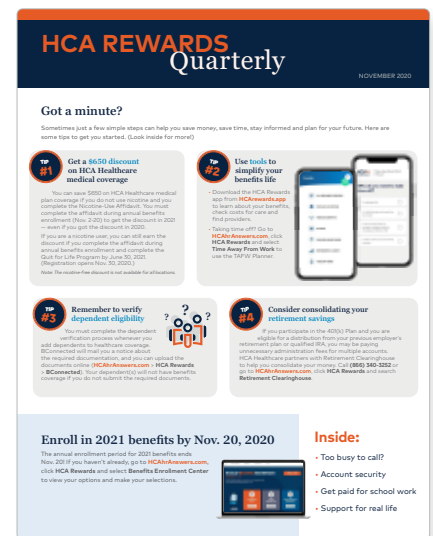 HCA REWARDS
Quarterly
NOVEMBER 2020
Got a minute?
Sometimes just a few simple steps can help you save money, save time, stay informed and plan for your future. Here are
some tips to get you started. (Look inside for more!)
TIP
#1
Get a $650 discount
on HCA Healthcare
medical coverage
You can save $650 on HCA Healthcare medical
plan coverage if you do not use nicotine and you
complete the Nicotine-Use Affidavit. You must
complete the affidavit during annual benefits
enrollment (Nov. 2-20) to get the discount in 2021
— even if you got the discount in 2020.
If you are a nicotine user, you can still earn the
discount if you complete the affidavit during
annual benefits enrollment and complete the
Quit for Life Program by June 30, 2021.
(Registration opens Nov. 30, 2020.)
Note: The nicotine-free discount is not available for all locations.
TIP
#2
Use tools to
simplify your
benefits life
• Download the HCA Rewards
app from HCArewards.app
to learn about your benefits,
check costs for care and
find providers.
• Taking time off? Go to
HCAhrAnswers.com, click
HCA Rewards and select
Time Away From Work to
use the TAFW Planner.
TIP
#3
Remember to verify
dependent eligibility
You must complete the dependent
verification process whenever you
add dependents to healthcare coverage.
BConnected will mail you a notice about
the required documentation, and you can upload the
documents online (HCAhrAnswers.com > HCA Rewards
> BConnected). Your dependent(s) will not have benefits
coverage if you do not submit the required documents.
? ? ?
TIP
#4
Consider consolidating your
retirement savings
If you participate in the 401(k) Plan and you are
eligible for a distribution from your previous employer's
retirement plan or qualified IRA, you may be paying
unnecessary administration fees for multiple accounts.
HCA Healthcare partners with Retirement Clearinghouse
to help you consolidate your money. Call (866) 340-3252 or
go to HCAhrAnswers.com, click HCA Rewards and search
Retirement Clearinghouse.
Enroll in 2021 benefits by Nov. 20, 2020
The annual enrollment period for 2021 benefits ends
Nov. 20! If you haven't already, go to HCAhrAnswers.com,
click HCA Rewards and select Benefits Enrollment Center
to view your options and make your selections.
Inside:
• Too busy to call?
• Account security
• Get paid for school work
• Support for real life